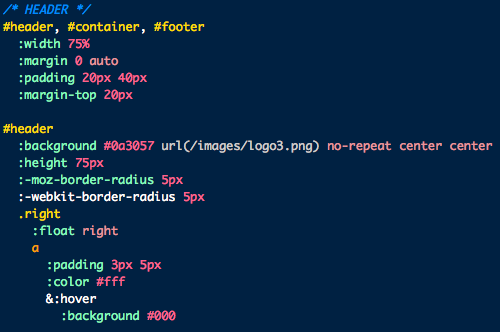 /* HEADER */
#header, #container, #footer
  :width 75%
  :margin 0 auto
  :padding 20px 40px
  :margin-top 20px

#header
  :background #0a3057 url(/images/logo3.png) no-repeat center center
  :height 75px
  :-moz-border-radius 5px
  :-webkit-border-radius 5px
  .right
    :float right
    a
      :padding 3px 5px
      :color #fff
      &:hover
        :background #000